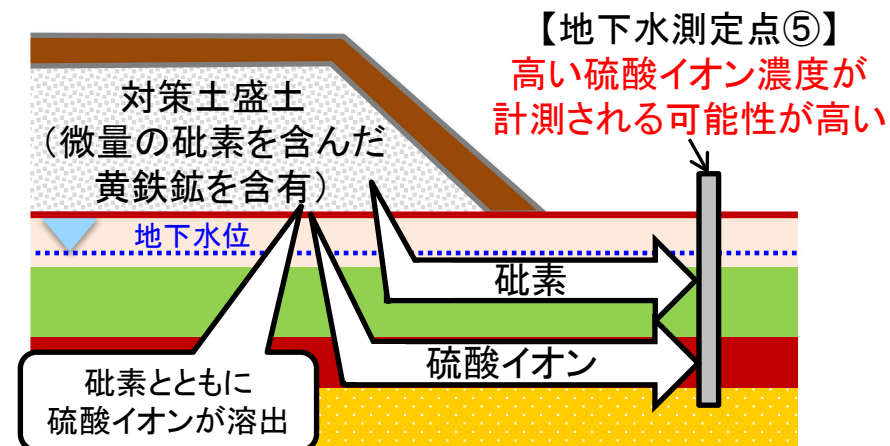 【地下水測定点⑤】
高い硫酸イオン濃度が
計測される可能性が高い
対策土盛土
（微量の砒素を含んだ
黄鉄鉱を含有）
地下水位
砒素
硫酸イオン
砒素とともに
硫酸イオンが溶出